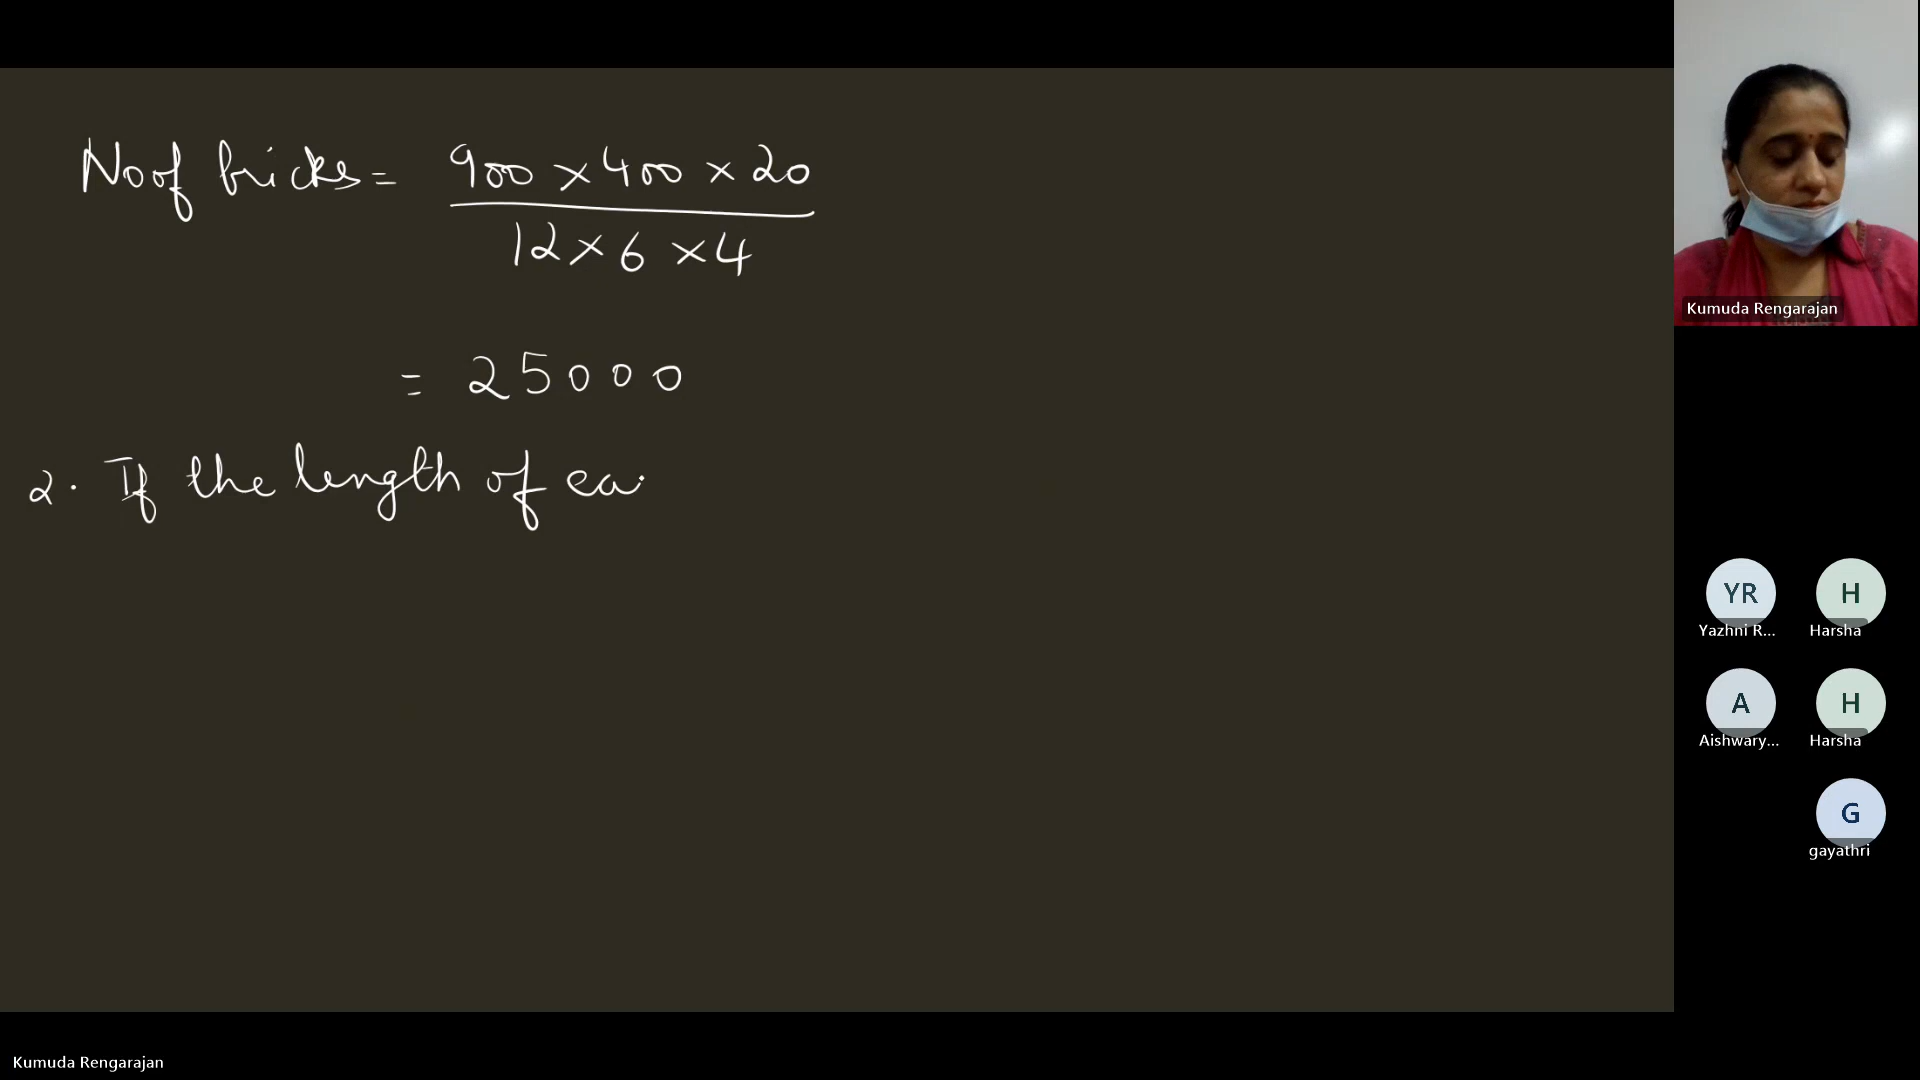 No of bricks = 900 × 400 × 20
12 × 6 × 4
= 25000
2. If the length of ea
Kumuda Rengarajan
YR
H
Yazhni R...
Harsha
A
H
Aishwary...
Harsha
G
gayathri
Kumuda Rengarajan